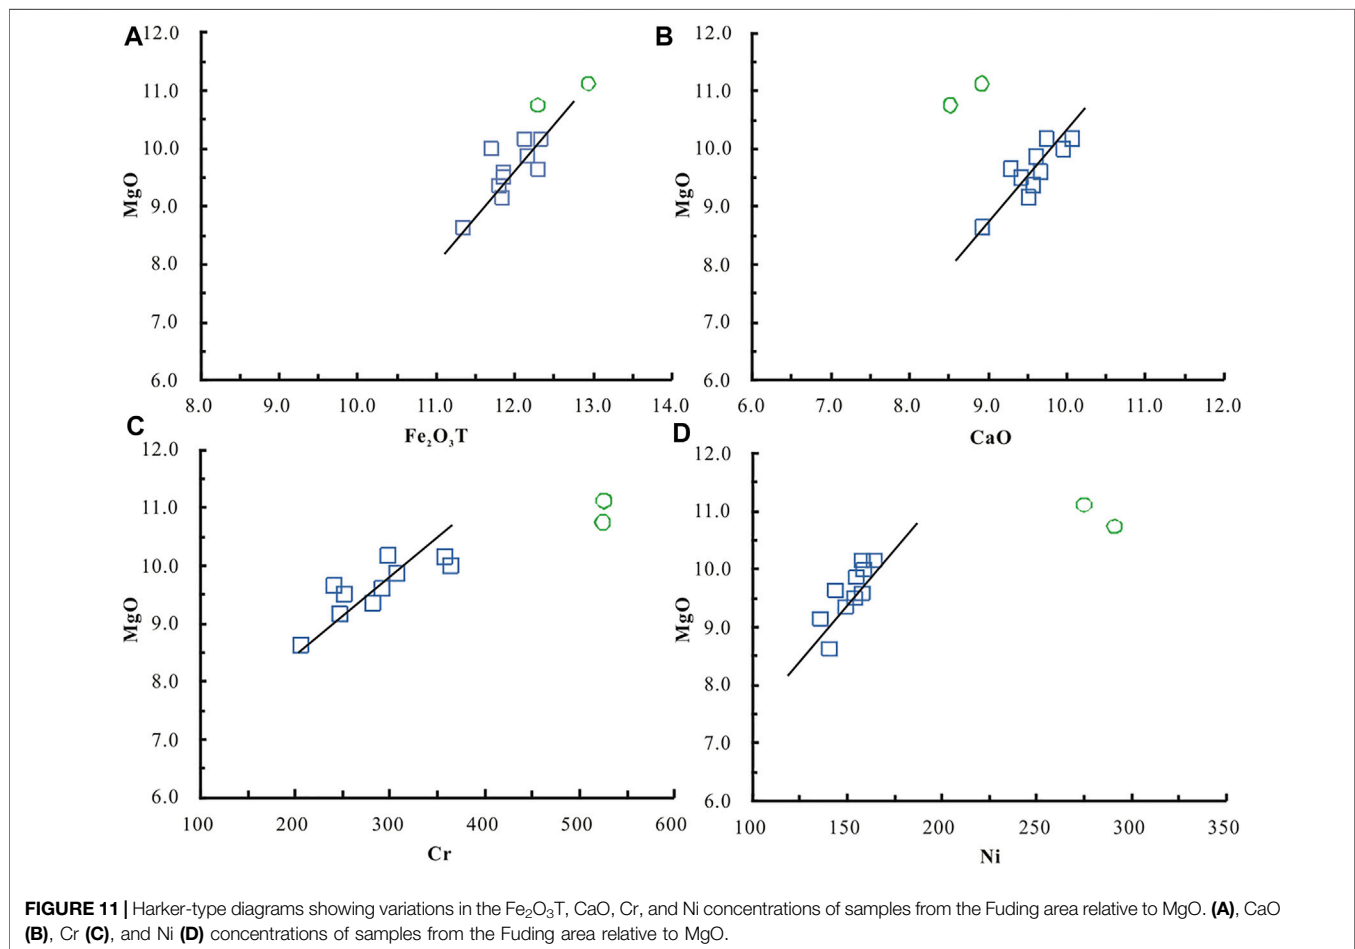 A
12.0
11.0
10.0
9.0
8.0
7.0
6.0
MgO
8.0 9.0 10.0 11.0 12.0 13.0 14.0
Fe₂O₃T
B
12.0
11.0
10.0
9.0
8.0
7.0
6.0
MgO
6.0 7.0 8.0 9.0 10.0 11.0 12.0
CaO
C
12.0
11.0
10.0
9.0
8.0
7.0
6.0
MgO
100 200 300 400 500 600
Cr
D
12.0
11.0
10.0
9.0
8.0
7.0
6.0
MgO
100 150 200 250 300 350
Ni
FIGURE 11 | Harker-type diagrams showing variations in the Fe₂O₃T, CaO, Cr, and Ni concentrations of samples from the Fuding area relative to MgO. (A), CaO
(B), Cr (C), and Ni (D) concentrations of samples from the Fuding area relative to MgO.